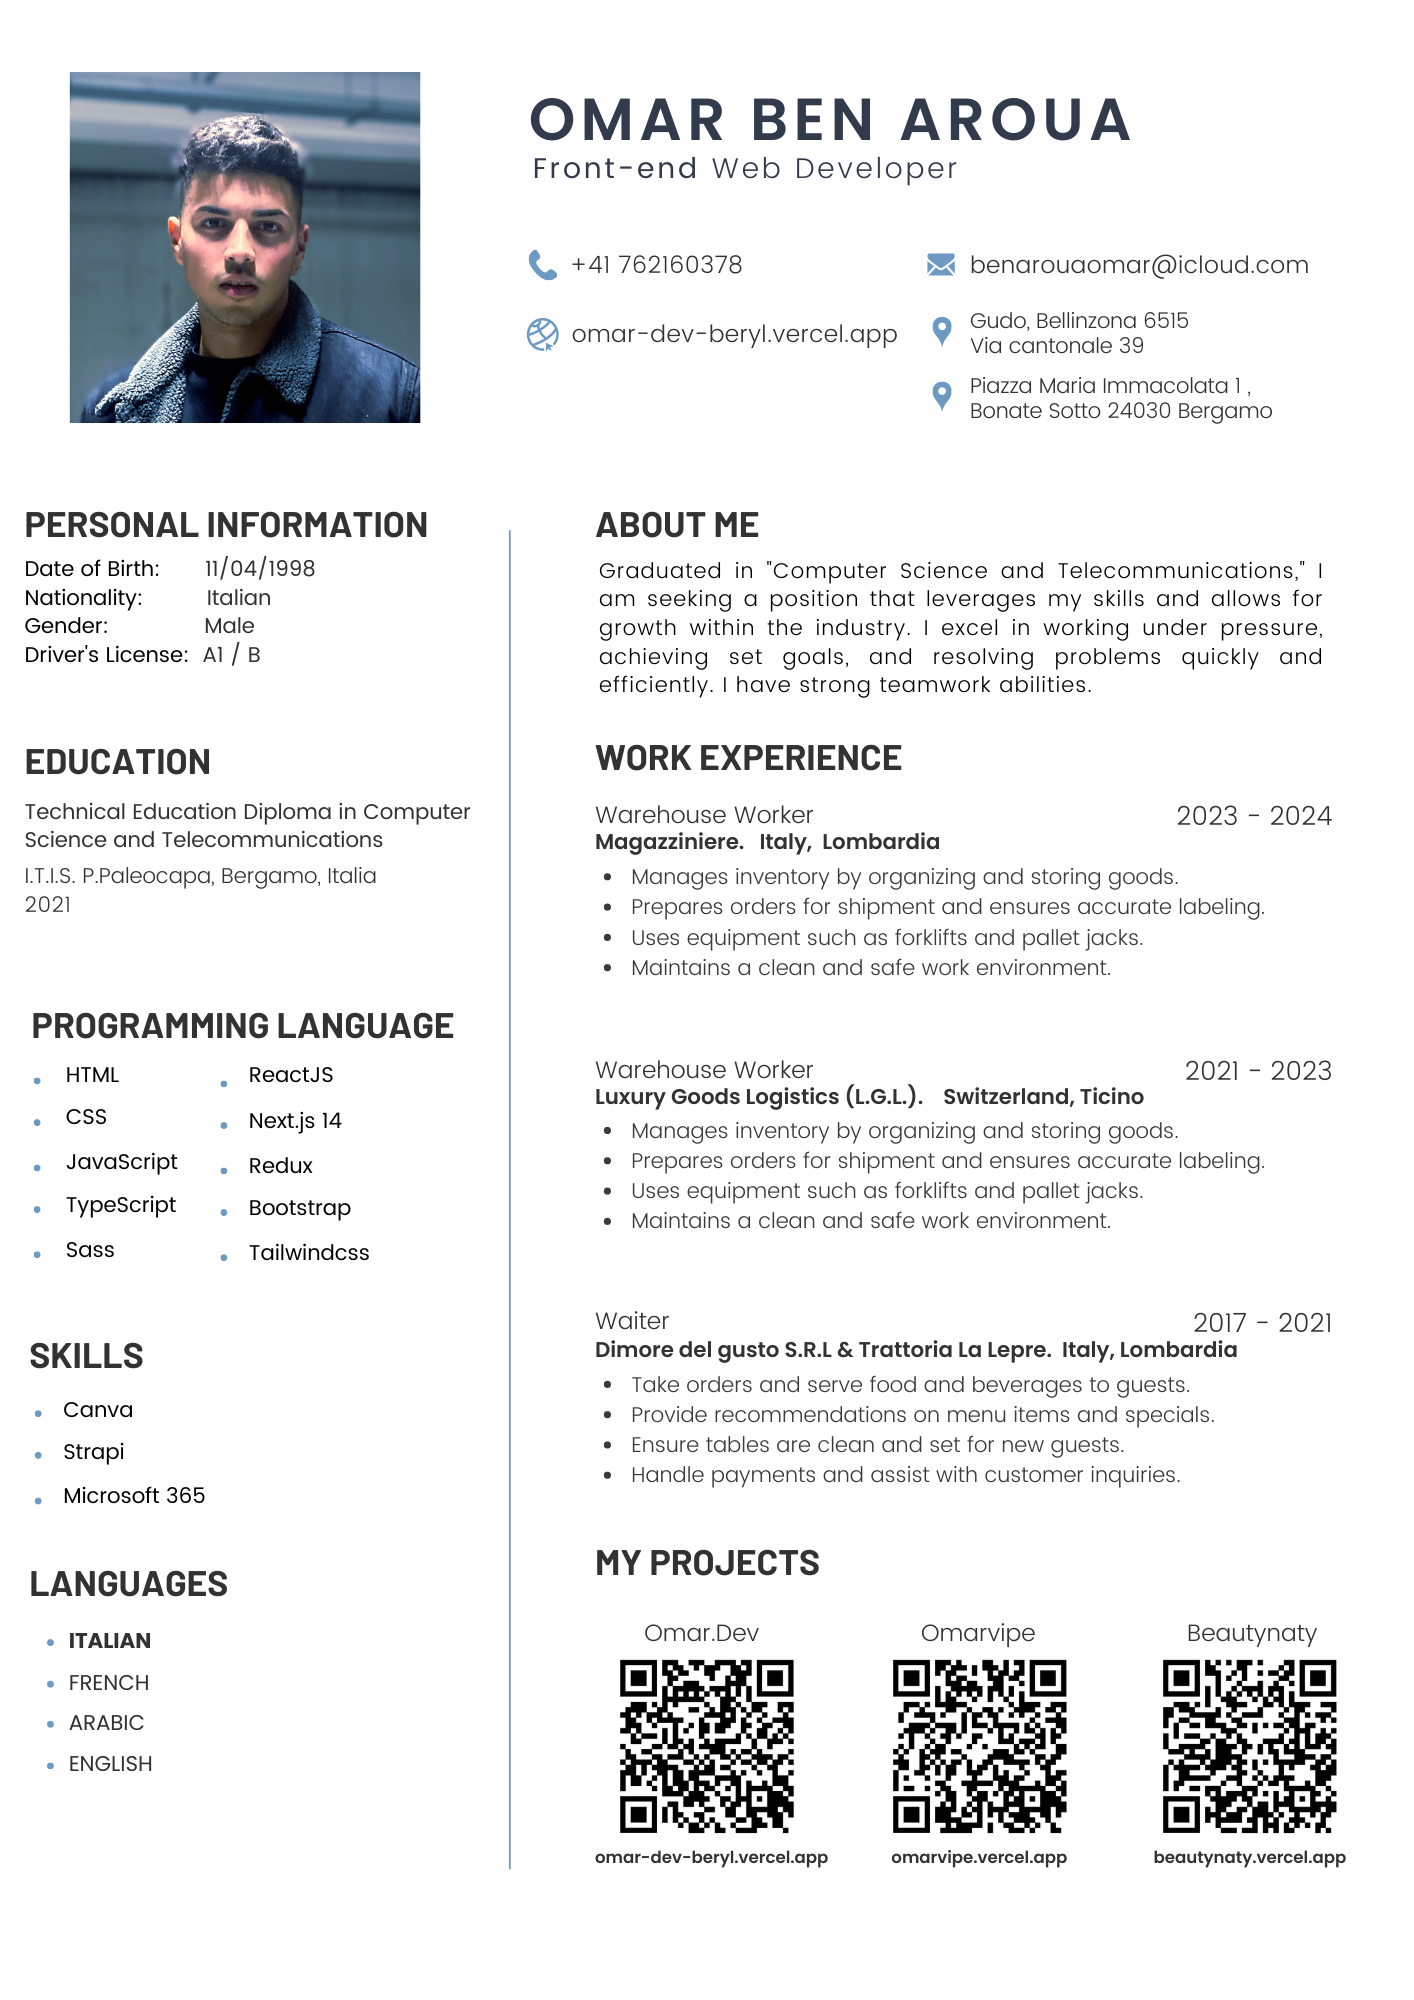 OMAR BEN AROUA
Front-end Web Developer
+41 762160378
benarouaomar@icloud.com
omar-dev-beryl.vercel.app
Gudo, Bellinzona 6515
Via cantonale 39
Piazza Maria Immacolata 1 ,
Bonate Sotto 24030 Bergamo
PERSONAL INFORMATION
Date of Birth: 11/04/1998
Nationality: Italian
Gender: Male
Driver's License: A1 / B
EDUCATION
Technical Education Diploma in Computer
Science and Telecommunications
I.T.I.S. P.Paleocapa, Bergamo, Italia
2021
PROGRAMMING LANGUAGE
HTML
CSS
JavaScript
TypeScript
Sass
ReactJS
Next.js 14
Redux
Bootstrap
Tailwindcss
SKILLS
Canva
Strapi
Microsoft 365
LANGUAGES
ITALIAN
FRENCH
ARABIC
ENGLISH
ABOUT ME
Graduated in "Computer Science and Telecommunications," I
am seeking a position that leverages my skills and allows for
growth within the industry. I excel in working under pressure,
achieving set goals, and resolving problems quickly and
efficiently. I have strong teamwork abilities.
WORK EXPERIENCE
Warehouse Worker 2023 - 2024
Magazziniere. Italy, Lombardia
Manages inventory by organizing and storing goods.
Prepares orders for shipment and ensures accurate labeling.
Uses equipment such as forklifts and pallet jacks.
Maintains a clean and safe work environment.
Warehouse Worker 2021 - 2023
Luxury Goods Logistics (L.G.L.). Switzerland, Ticino
Manages inventory by organizing and storing goods.
Prepares orders for shipment and ensures accurate labeling.
Uses equipment such as forklifts and pallet jacks.
Maintains a clean and safe work environment.
Waiter 2017 - 2021
Dimore del gusto S.R.L & Trattoria La Lepre. Italy, Lombardia
Take orders and serve food and beverages to guests.
Provide recommendations on menu items and specials.
Ensure tables are clean and set for new guests.
Handle payments and assist with customer inquiries.
MY PROJECTS
Omar.Dev
Omarvipe
Beautynaty
omar-dev-beryl.vercel.app
omarvipe.vercel.app
beautynaty.vercel.app